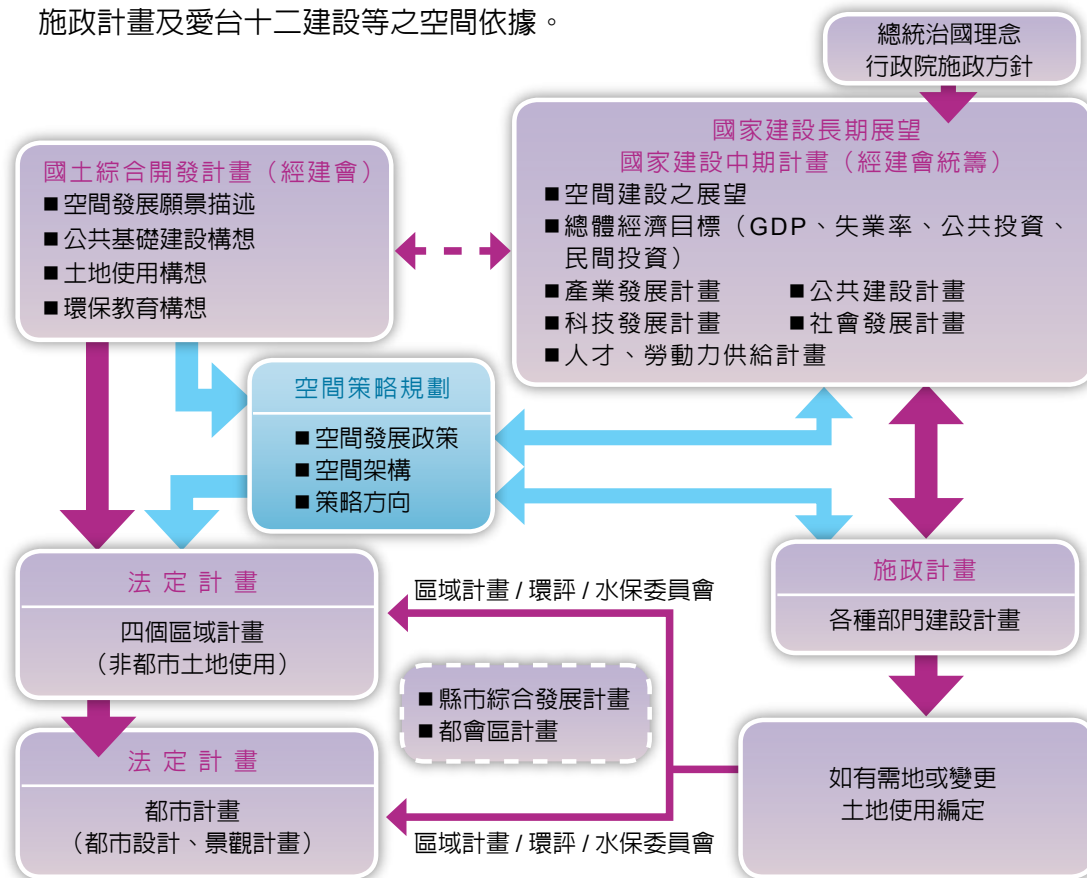 施政計畫及愛台十二建設等之空間依據。
總統治國理念
行政院施政方針
國家建設長期展望
國家建設中期計畫（經建會統籌）
■空間建設之展望
■總體經濟目標（GDP、失業率、公共投資、
民間投資）
■產業發展計畫 ■公共建設計畫
■科技發展計畫 ■社會發展計畫
■人才、勞動力供給計畫
國土綜合開發計畫（經建會）
■空間發展願景描述
■公共基礎建設構想
■土地使用構想
■環保教育構想
空間策略規劃
■空間發展政策
■空間架構
■策略方向
法定計畫
四個區域計畫
（非都市土地使用）
區域計畫 / 環評 / 水保委員會
施政計畫
各種部門建設計畫
■縣市綜合發展計畫
■都會區計畫
法定計畫
都市計畫
（都市設計、景觀計畫）
區域計畫 / 環評 / 水保委員會
如有需地或變更
土地使用編定